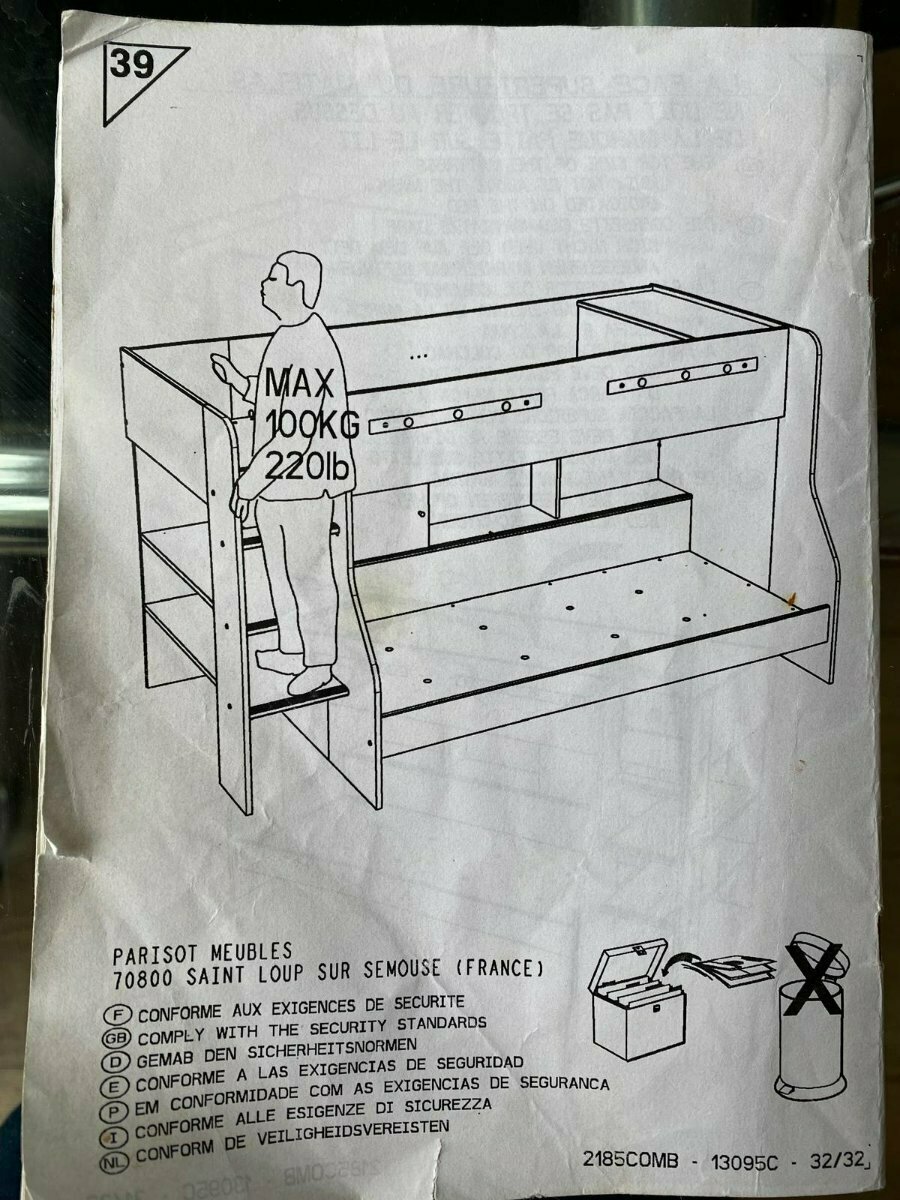 39
MAX
100KG
220lb
PARISOT MEUBLES
70800 SAINT LOUP SUR SEMOUSE (FRANCE)
F CONFORME AUX EXIGENCES DE SECURITE
GB COMPLY WITH THE SECURITY STANDARDS
D GEMAB DEN SICHERHEITSNORMEN
E CONFORME A LAS EXIGENCIAS DE SEGURIDAD
P EM CONFORMIDADE COM AS EXIGENCIAS DE SEGURANCA
I CONFORME ALLE ESIGENZE DI SICUREZZA
NL CONFORM DE VEILIGHEIDSVEREISTEN
2185COMB - 13095C - 32/32